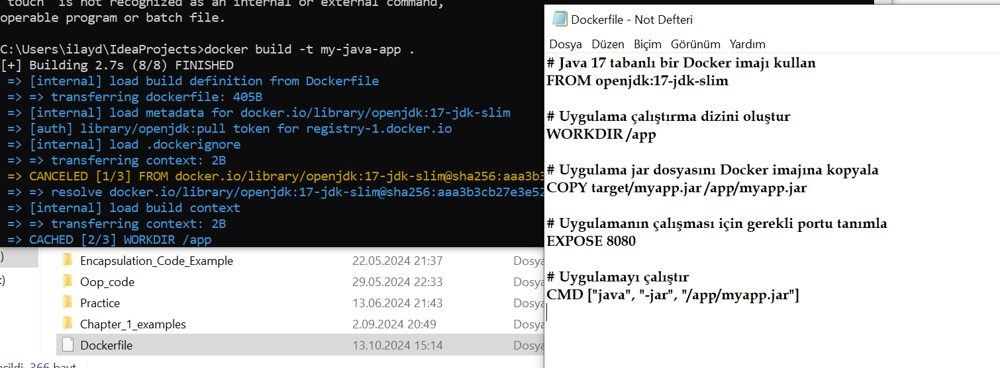 'touch' is not recognized as an internal or external command,
operable program or batch file.
C:\Users\ilayd\IdeaProjects>docker build -t my-java-app .
[+] Building 2.7s (8/8) FINISHED
=> [internal] load build definition from Dockerfile
=> => transferring dockerfile: 405B
=> [internal] load metadata for docker.io/library/openjdk:17-jdk-slim
=> [auth] library/openjdk:pull token for registry-1.docker.io
=> [internal] load .dockerignore
=> => transferring context: 2B
=> CANCELED [1/3] FROM docker.io/library/openjdk:17-jdk-slim@sha256:aaa3b3
=> => resolve docker.io/library/openjdk:17-jdk-slim@sha256:aaa3b3cb27e3e52
=> [internal] load build context
=> => transferring context: 2B
=> CACHED [2/3] WORKDIR /app
Encapsulation_Code_Example 22.05.2024 21:37 Dosya
Oop_code 29.05.2024 22:33 Dosya
Practice 13.06.2024 21:43 Dosya
Chapter_1_examples 2.09.2024 20:49 Dosya
Dockerfile 13.10.2024 15:14 Dosya
366 bayt
Dockerfile - Not Defteri
Dosya Düzen Biçim Görünüm Yardım
# Java 17 tabanlı bir Docker imajı kullan
FROM openjdk:17-jdk-slim
# Uygulama çalıştırma dizini oluştur
WORKDIR /app
# Uygulama jar dosyasını Docker imajına kopyala
COPY target/myapp.jar /app/myapp.jar
# Uygulamanın çalışması için gerekli portu tanımla
EXPOSE 8080
# Uygulamayı çalıştır
CMD ["java", "-jar", "/app/myapp.jar"]